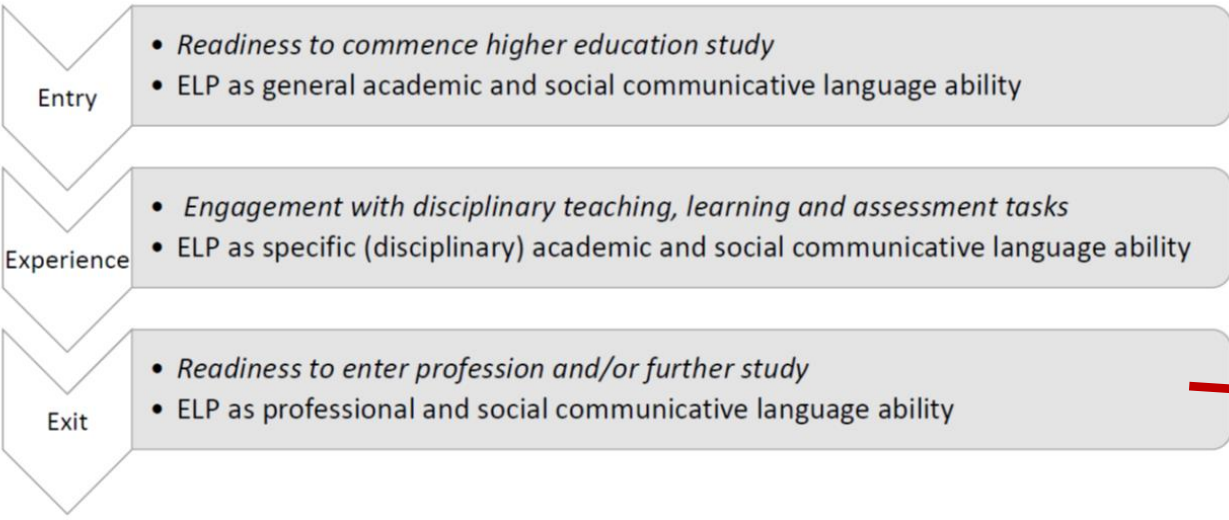 Entry
• Readiness to commence higher education study
• ELP as general academic and social communicative language ability
Experience
• Engagement with disciplinary teaching, learning and assessment tasks
• ELP as specific (disciplinary) academic and social communicative language ability
Exit
• Readiness to enter profession and/or further study
• ELP as professional and social communicative language ability